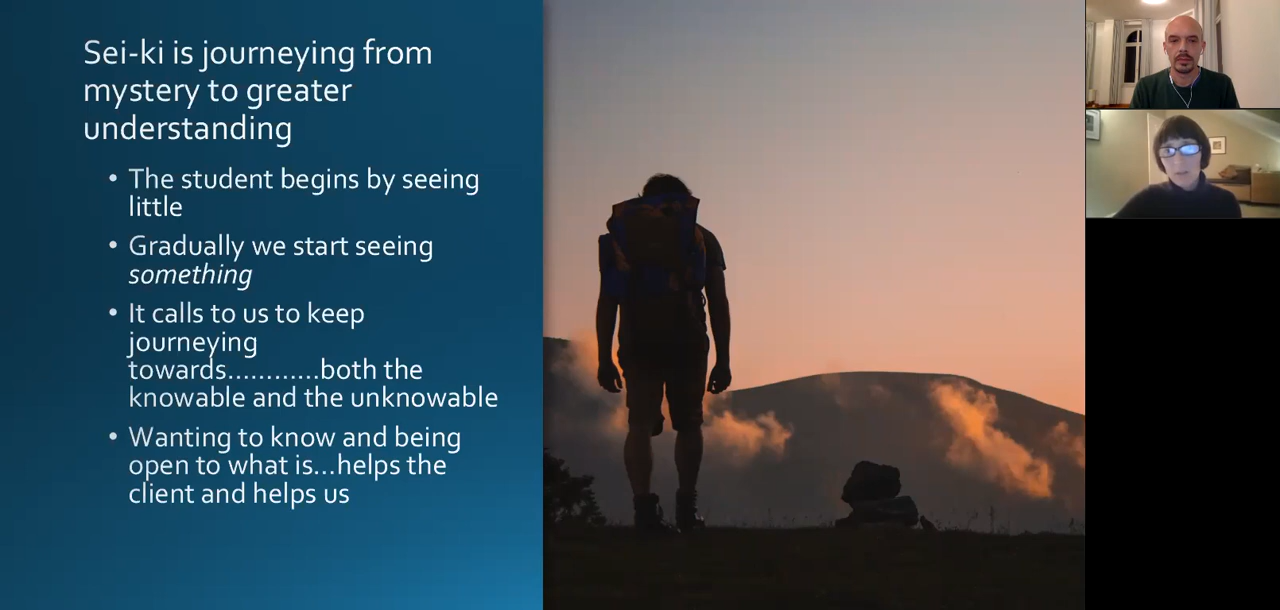 Sei-ki is journeying from
mystery to greater
understanding
• The student begins by seeing
little
• Gradually we start seeing
something
• It calls to us to keep
journeying
towards…………both the
knowable and the unknowable
• Wanting to know and being
open to what is…helps the
client and helps us